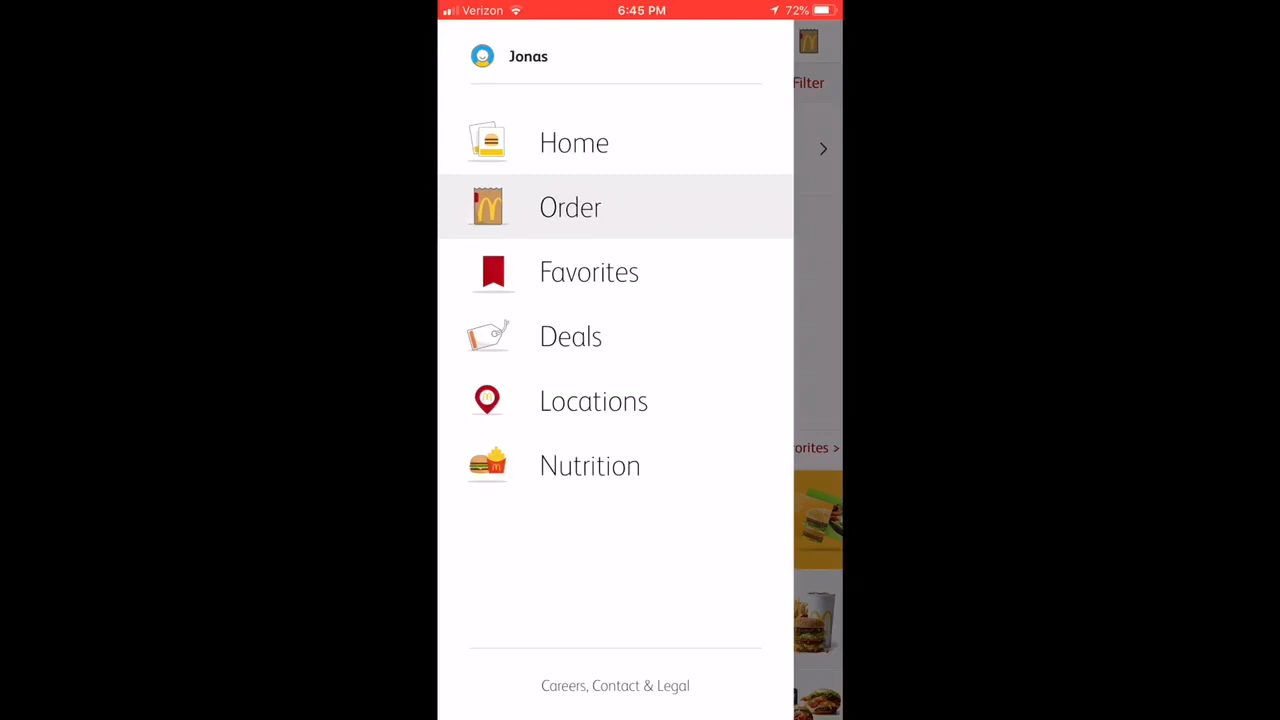 Verizon 6:45 PM 72%
Jonas
Filter
Home
Order
Favorites
Deals
Locations
orites >
Nutrition
Careers, Contact & Legal